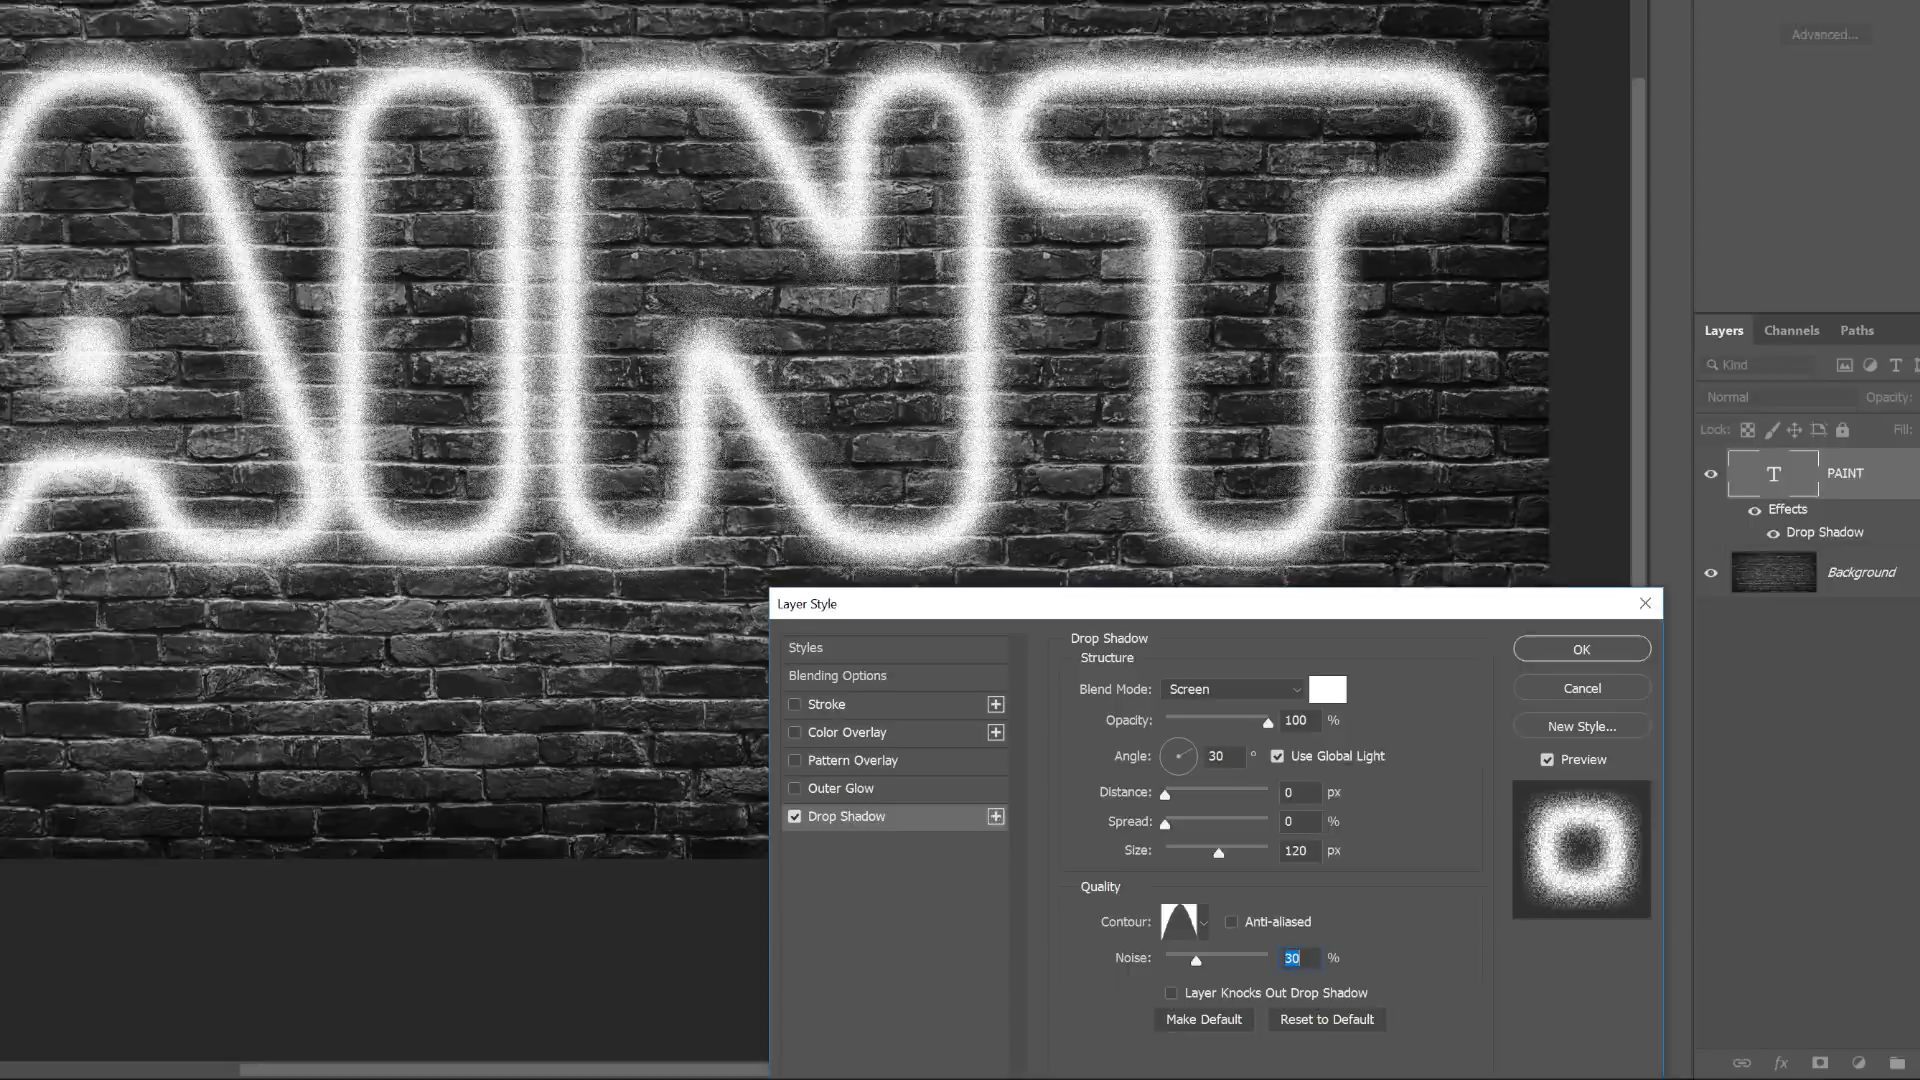 AINT
Advanced...
Layers Channels Paths
Kind
Normal Opacity:
Lock: Fill:
T PAINT
Effects
Drop Shadow
Background
Layer Style
Styles
Blending Options
Stroke
Color Overlay
Pattern Overlay
Outer Glow
Drop Shadow
Drop Shadow
Structure
Blend Mode: Screen
Opacity: 100 %
Angle: 30 ° Use Global Light
Distance: 0 px
Spread: 0 %
Size: 120 px
Quality
Contour: Anti-aliased
Noise: 30 %
Layer Knocks Out Drop Shadow
Make Default Reset to Default
OK
Cancel
New Style...
Preview
fx